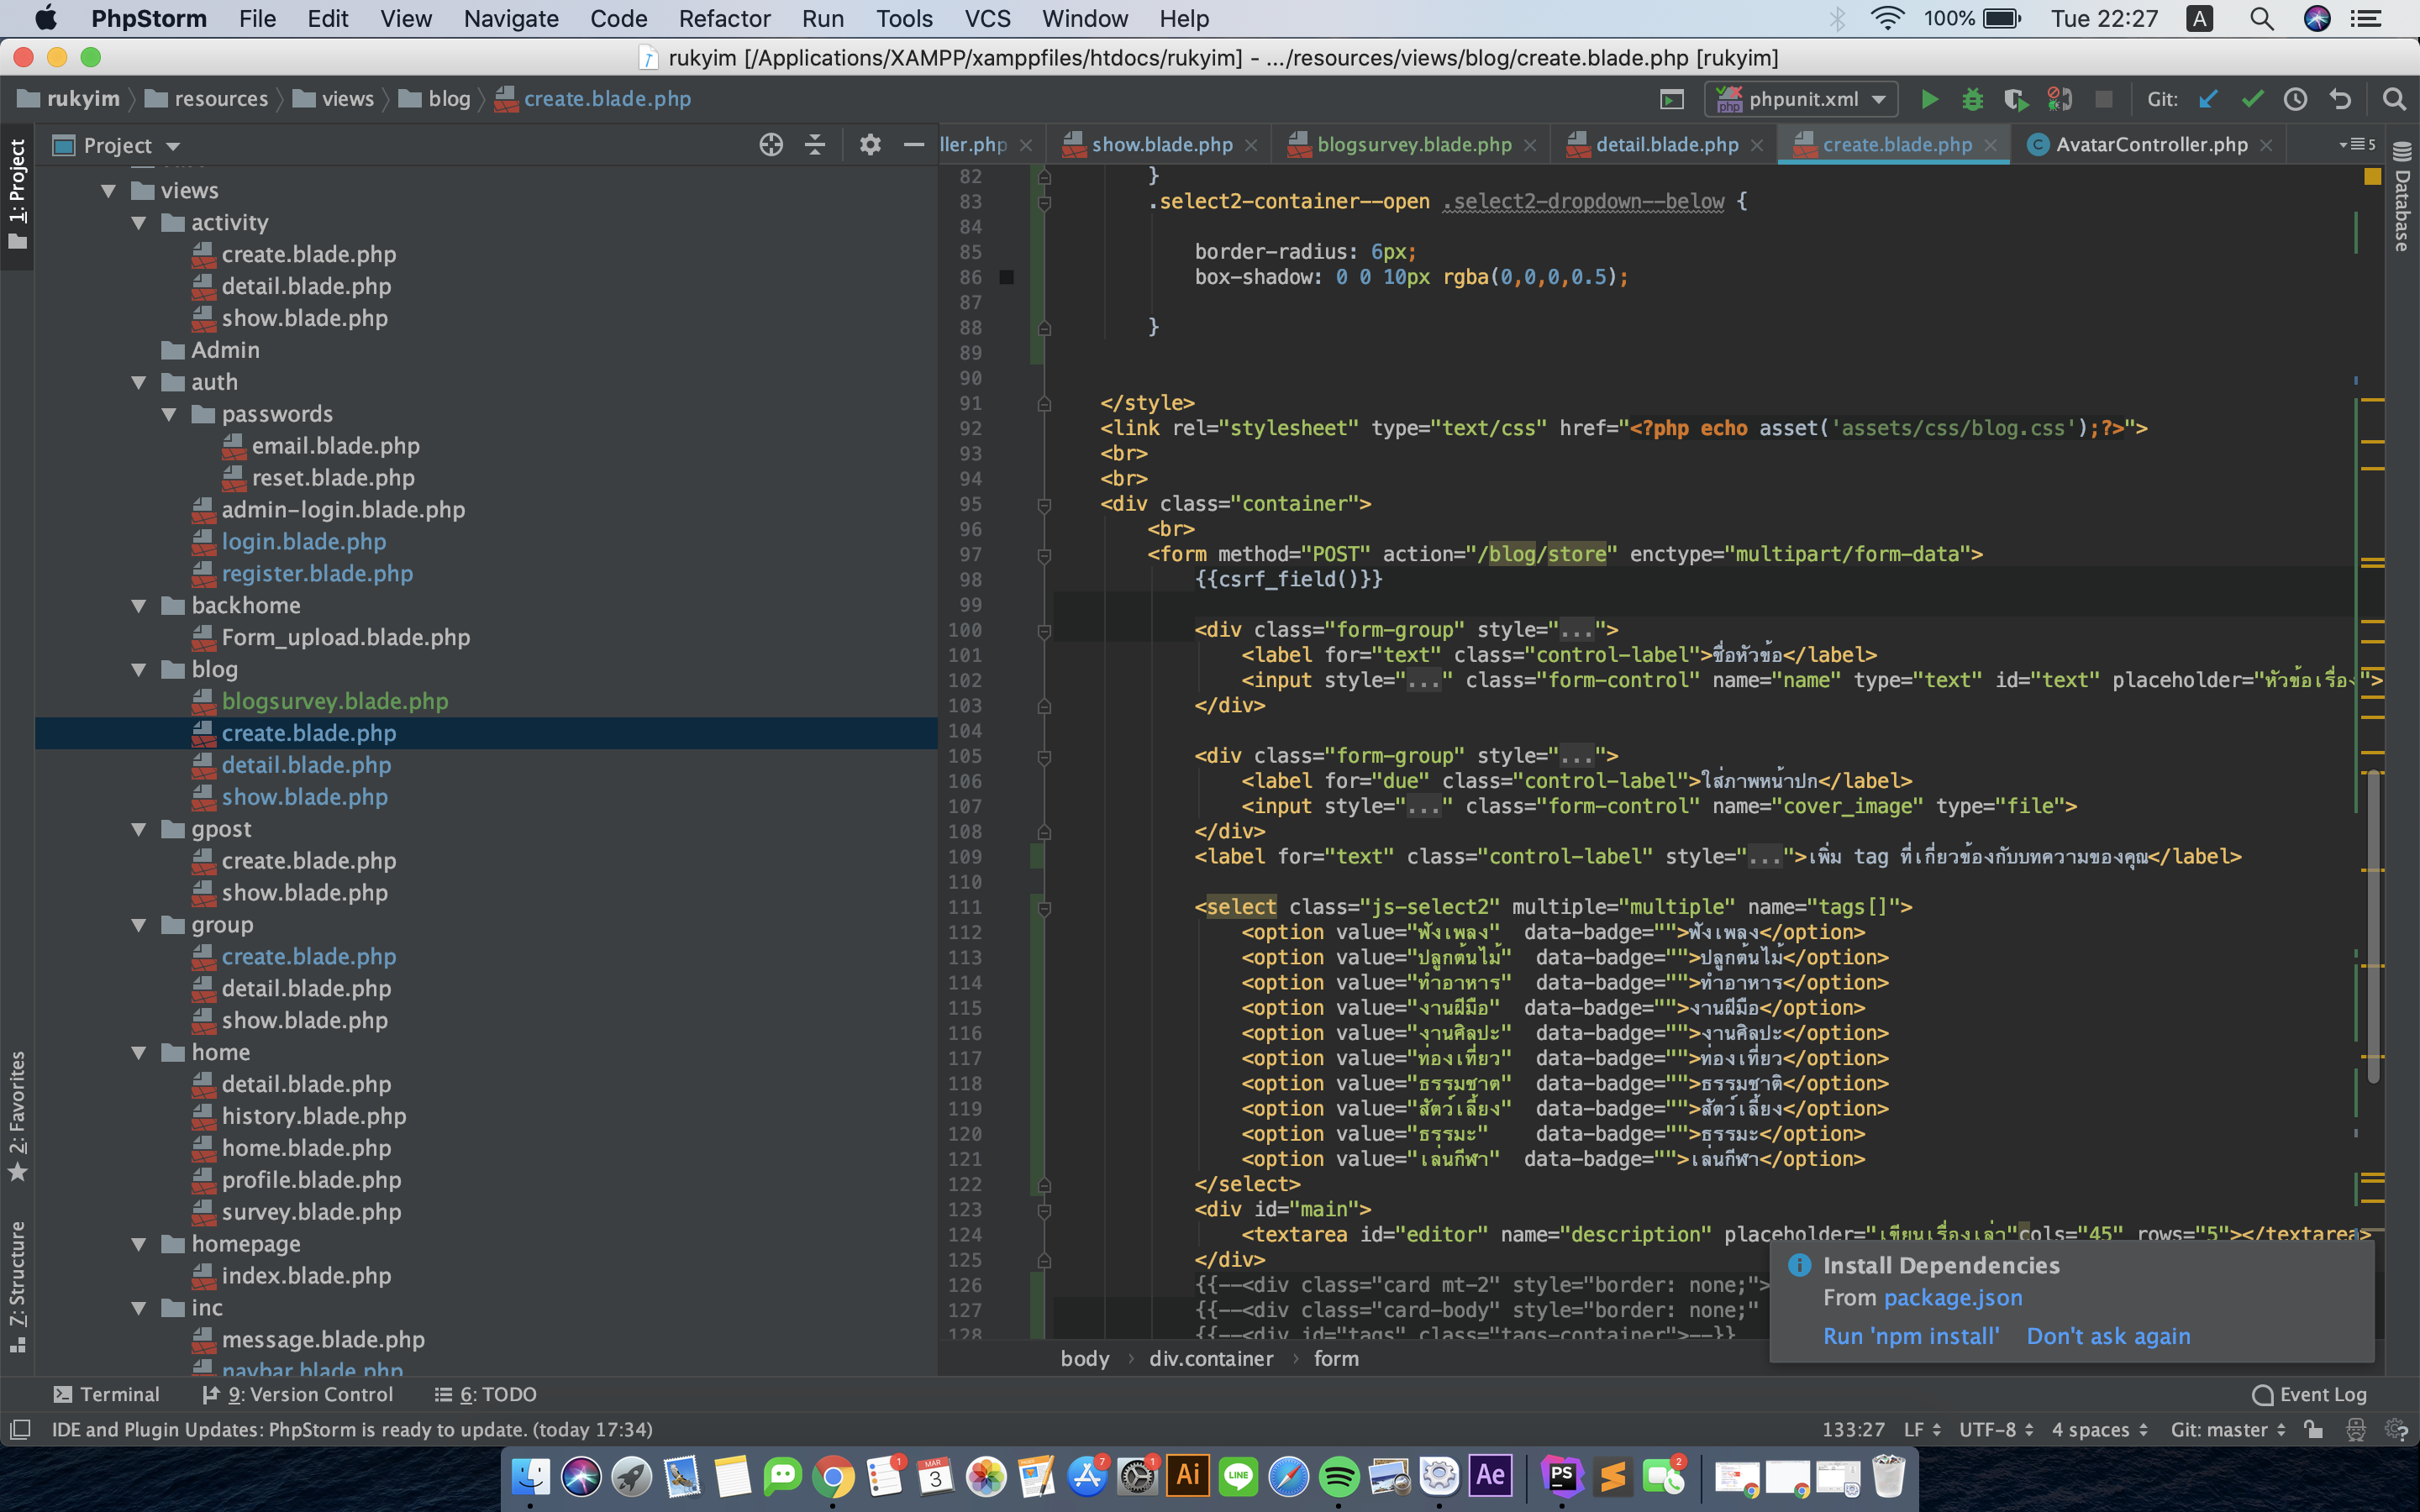 PhpStorm File Edit View Navigate Code Refactor Run Tools VCS Window Help 100% Tue 22:27 A
rukyim [/Applications/XAMPP/xamppfiles/htdocs/rukyim] - .../resources/views/blog/create.blade.php [rukyim]
rukyim resources views blog create.blade.php phpunit.xml Git:
Project
ller.php show.blade.php blogsurvey.blade.php detail.blade.php create.blade.php AvatarController.php 5
1: Project
2: Favorites
7: Structure
Database
views
activity
create.blade.php
detail.blade.php
show.blade.php
Admin
auth
passwords
email.blade.php
reset.blade.php
admin-login.blade.php
login.blade.php
register.blade.php
backhome
Form_upload.blade.php
blog
blogsurvey.blade.php
create.blade.php
detail.blade.php
show.blade.php
gpost
create.blade.php
show.blade.php
group
create.blade.php
detail.blade.php
show.blade.php
home
detail.blade.php
history.blade.php
home.blade.php
profile.blade.php
survey.blade.php
homepage
index.blade.php
inc
message.blade.php
navbar.blade.php
82 }
83 .select2-container--open .select2-dropdown--below {
84
85 border-radius: 6px;
86 box-shadow: 0 0 10px rgba(0,0,0,0.5);
87
88 }
89
90
91 </style>
92 <link rel="stylesheet" type="text/css" href="<?php echo asset('assets/css/blog.css');?>">
93 <br>
94 <br>
95 <div class="container">
96 <br>
97 <form method="POST" action="/blog/store" enctype="multipart/form-data">
98 {{csrf_field()}}
99
100 <div class="form-group" style="...">
101 <label for="text" class="control-label">ชื่อหัวข้อ</label>
102 <input style="..." class="form-control" name="name" type="text" id="text" placeholder="หัวข้อเรื่อง">
103 </div>
104
105 <div class="form-group" style="...">
106 <label for="due" class="control-label">ใส่ภาพหน้าปก</label>
107 <input style="..." class="form-control" name="cover_image" type="file">
108 </div>
109 <label for="text" class="control-label" style="...">เพิ่ม tag ที่เกี่ยวข้องกับบทความของคุณ</label>
110
111 <select class="js-select2" multiple="multiple" name="tags[]">
112 <option value="ฟังเพลง" data-badge="">ฟังเพลง</option>
113 <option value="ปลูกต้นไม้" data-badge="">ปลูกต้นไม้</option>
114 <option value="ทำอาหาร" data-badge="">ทำอาหาร</option>
115 <option value="งานฝีมือ" data-badge="">งานฝีมือ</option>
116 <option value="งานศิลปะ" data-badge="">งานศิลปะ</option>
117 <option value="ท่องเที่ยว" data-badge="">ท่องเที่ยว</option>
118 <option value="ธรรมชาต" data-badge="">ธรรมชาติ</option>
119 <option value="สัตว์เลี้ยง" data-badge="">สัตว์เลี้ยง</option>
120 <option value="ธรรมะ" data-badge="">ธรรมะ</option>
121 <option value="เล่นกีฬา" data-badge="">เล่นกีฬา</option>
122 </select>
123 <div id="main">
124 <textarea id="editor" name="description" placeholder="เขียนเรื่องเล่า"cols="45" rows="5"></textarea>
125 </div>
126 {{--<div class="card mt-2" style="border: none;">
127 {{--<div class="card-body" style="border: none;"
128 {{--<div id="tags" class="tags-container">--}}
Install Dependencies
From package.json
Run 'npm install' Don't ask again
body div.container form
Terminal 9: Version Control 6: TODO Event Log
IDE and Plugin Updates: PhpStorm is ready to update. (today 17:34) 133:27 LF UTF-8 4 spaces Git: master
1 MAR 3 7 1 Ai LINE Ae PS 2